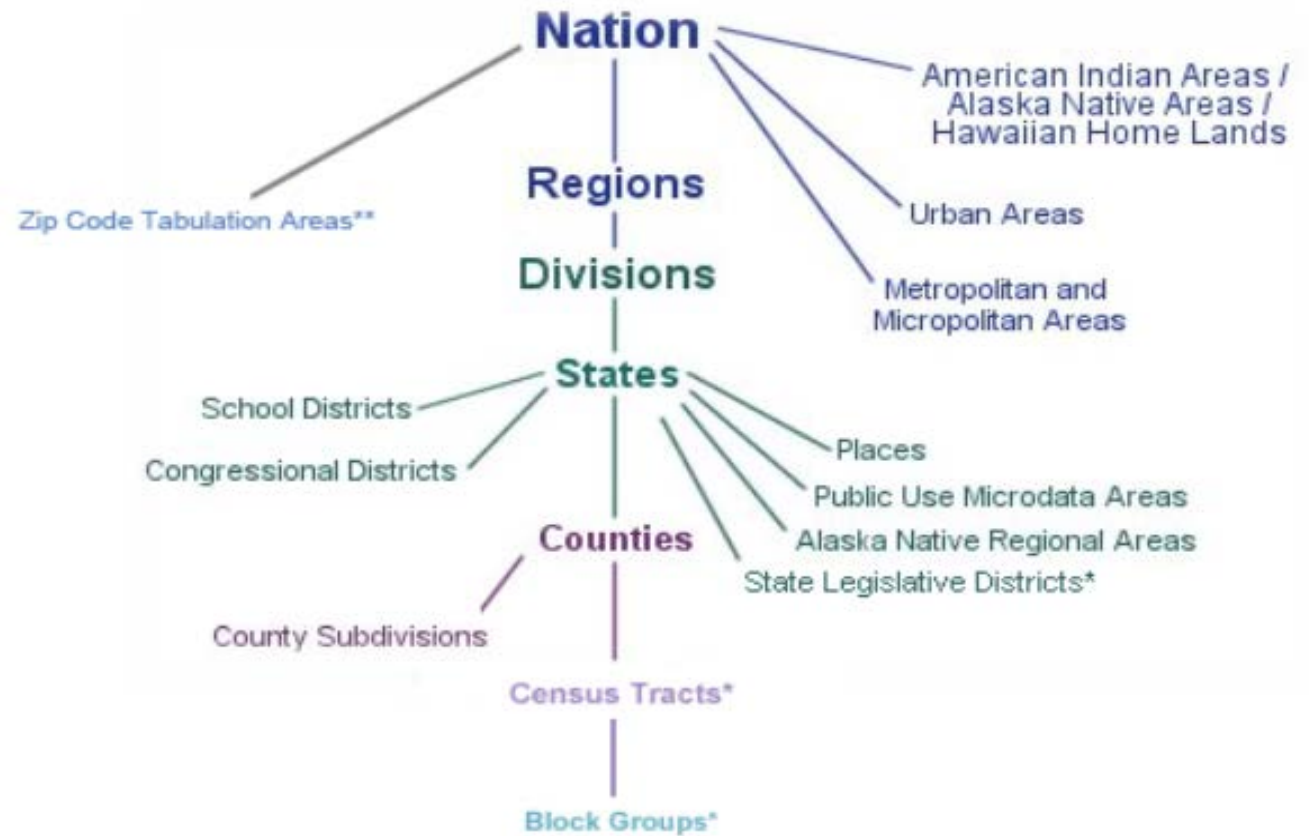 Nation
American Indian Areas /
Alaska Native Areas /
Hawaiian Home Lands
Regions
Zip Code Tabulation Areas**
Urban Areas
Divisions
Metropolitan and
Micropolitan Areas
States
School Districts
Congressional Districts
Places
Public Use Microdata Areas
Alaska Native Regional Areas
State Legislative Districts*
Counties
County Subdivisions
Census Tracts*
Block Groups*